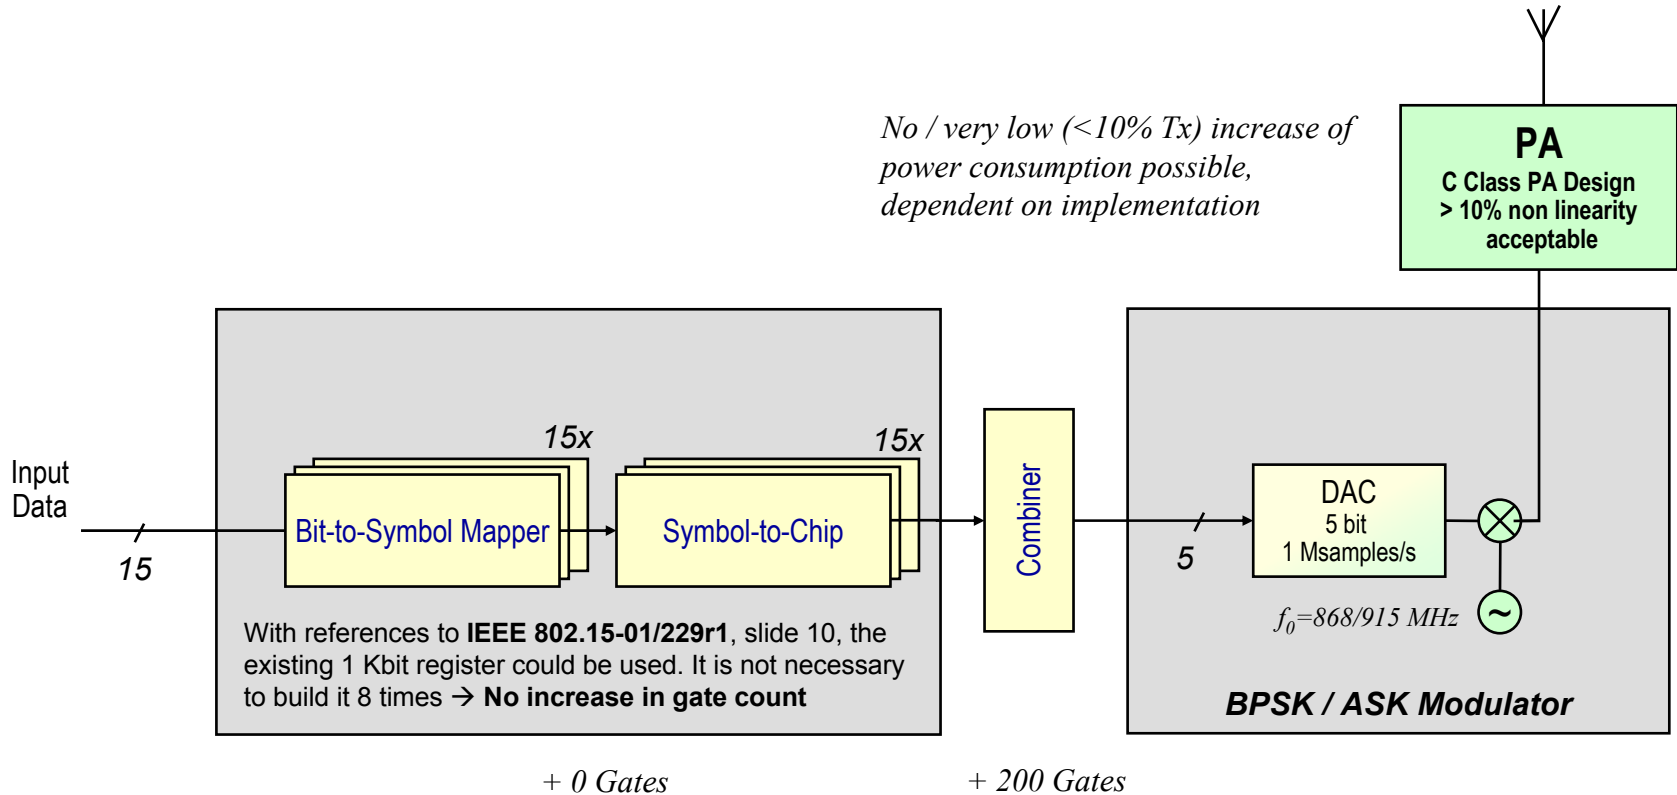 No / very low (<10% Tx) increase of
power consumption possible,
dependent on implementation
PA
C Class PA Design
> 10% non linearity
acceptable
Input
Data
15
15x
Bit-to-Symbol Mapper
15x
Symbol-to-Chip
Combiner
5
DAC
5 bit
1 Msamples/s
~
f₀=868/915 MHz
With references to IEEE 802.15-01/229r1, slide 10, the
existing 1 Kbit register could be used. It is not necessary
to build it 8 times → No increase in gate count
BPSK / ASK Modulator
+ 0 Gates
+ 200 Gates